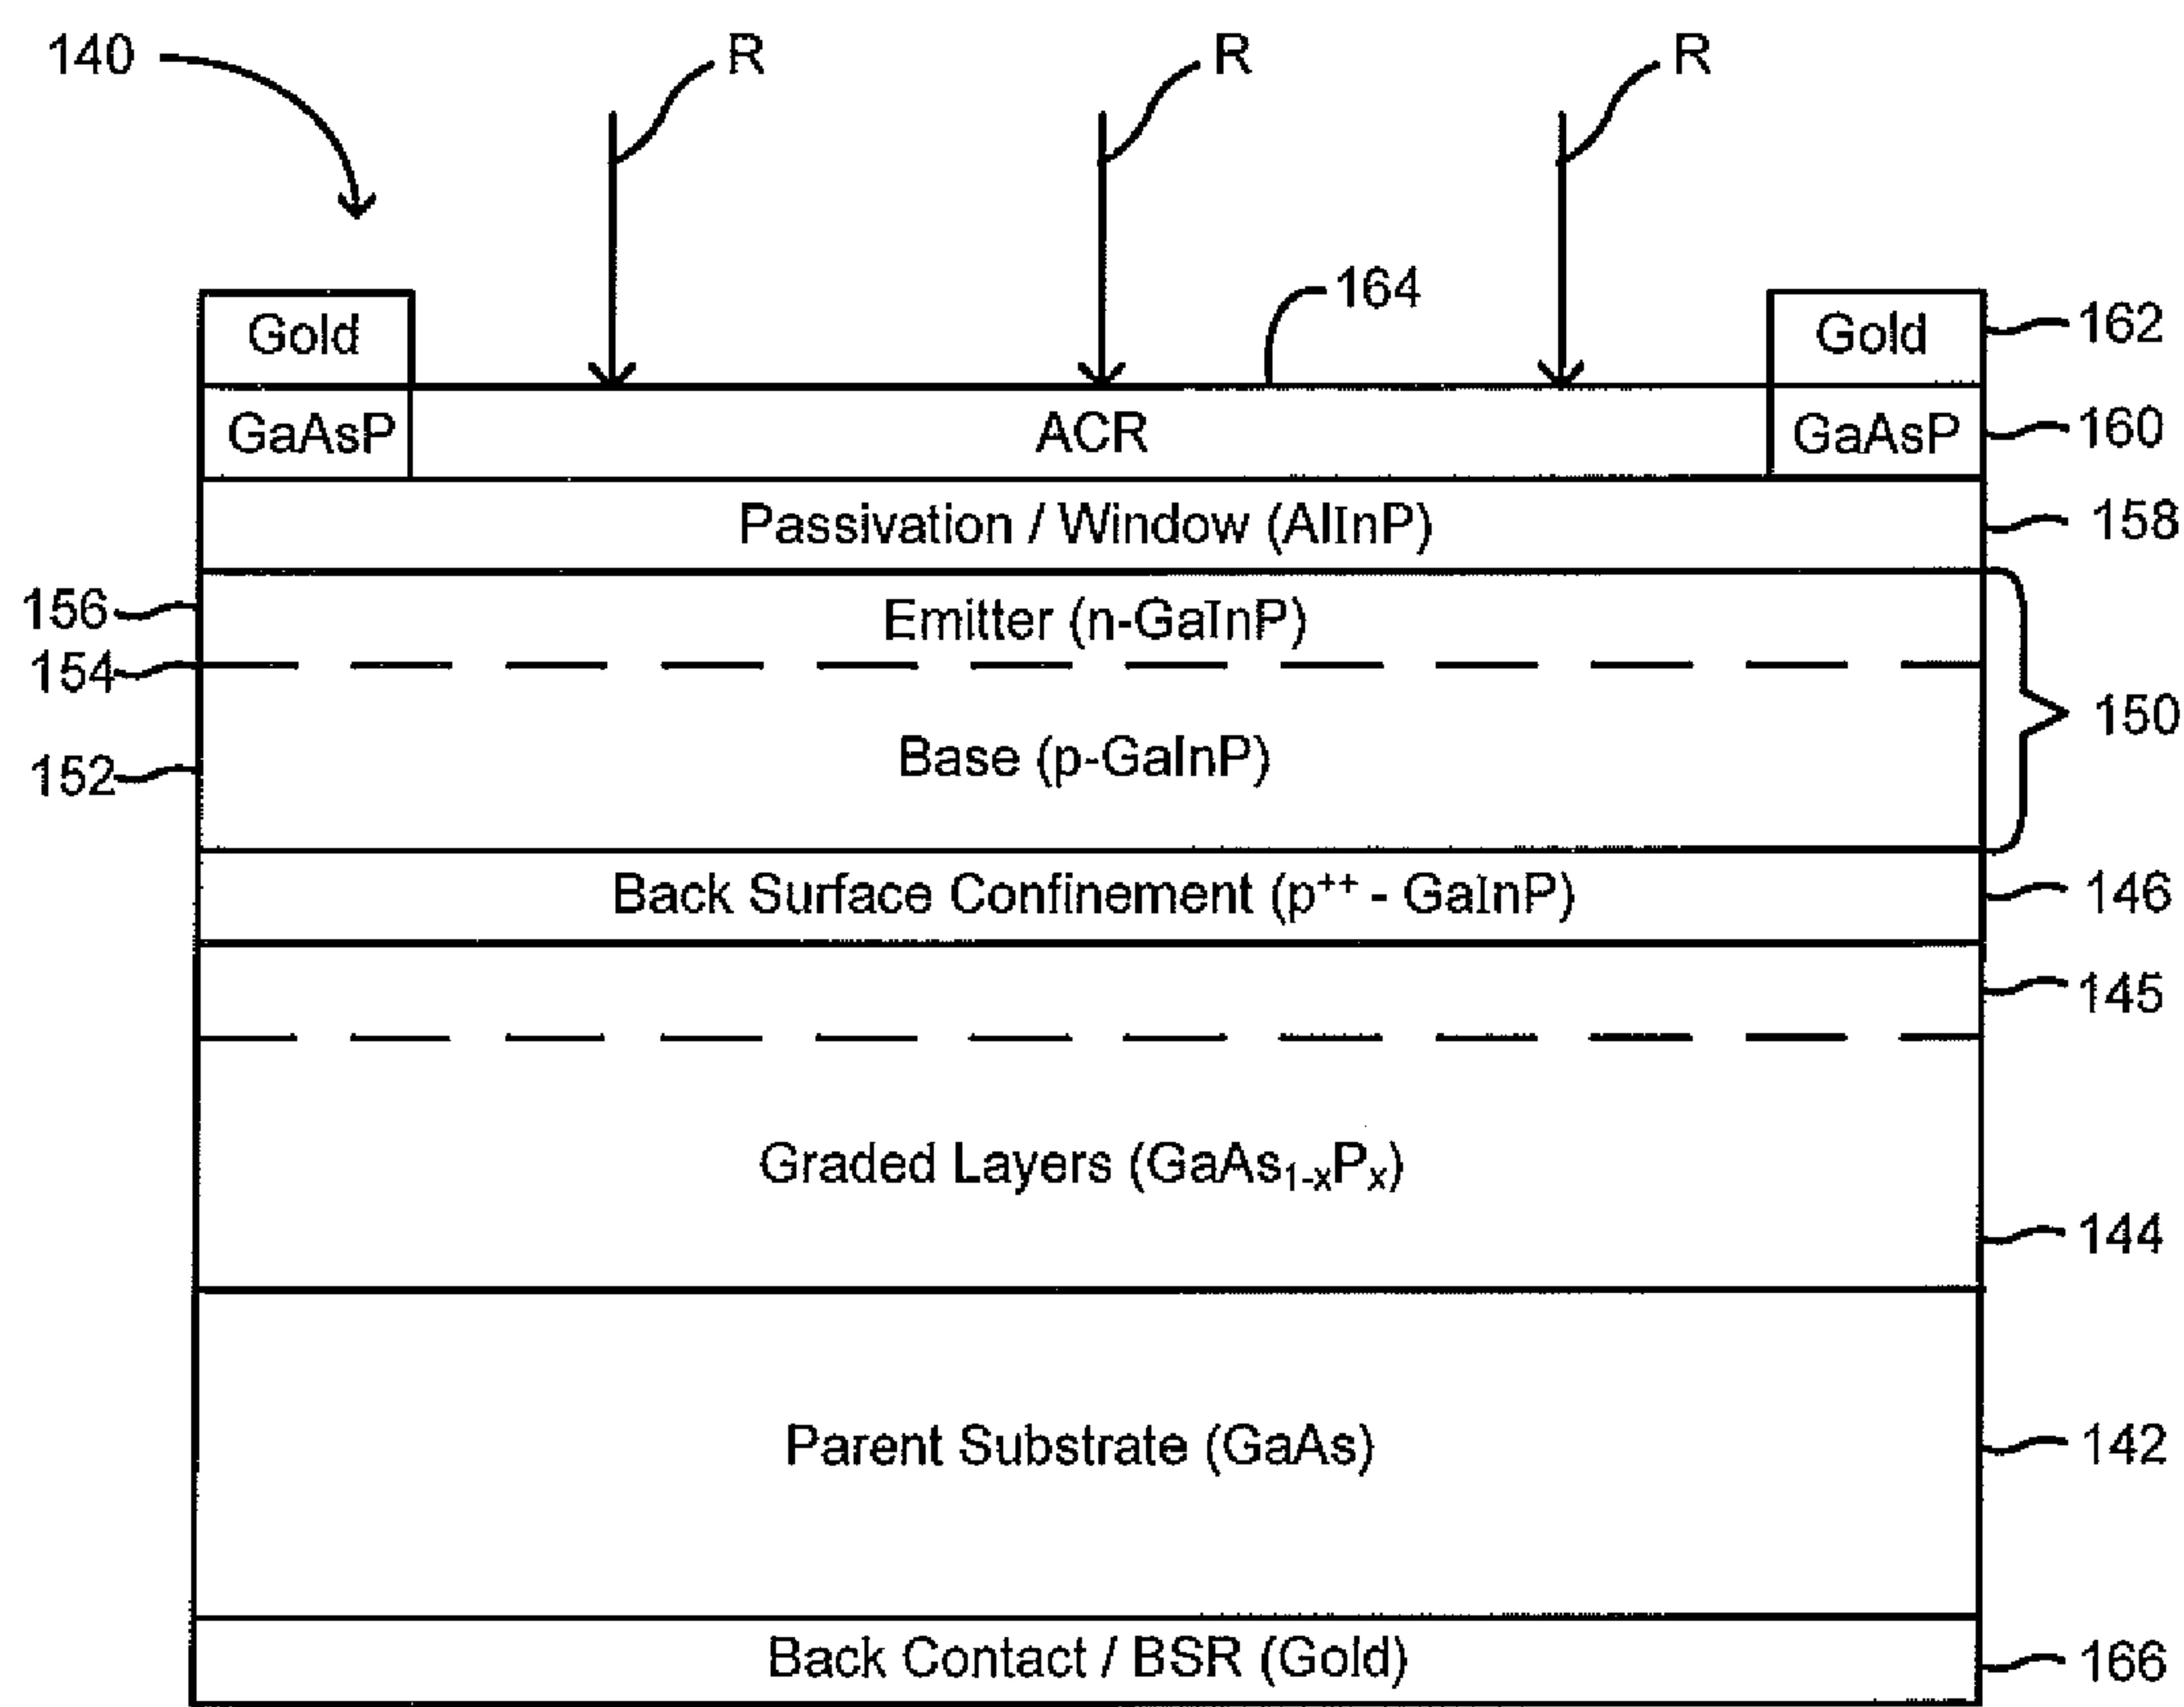 140
R
R
R
164
Gold
Gold
162
GaAsP
ACR
GaAsP
160
Passivation / Window (AlInP)
158
156
Emitter (n-GaInP)
154
150
152
Base (p-GaInP)
Back Surface Confinement (p⁺⁺ - GaInP)
146
145
Graded Layers (GaAs₁₋ₓPₓ)
144
Parent Substrate (GaAs)
142
Back Contact / BSR (Gold)
166